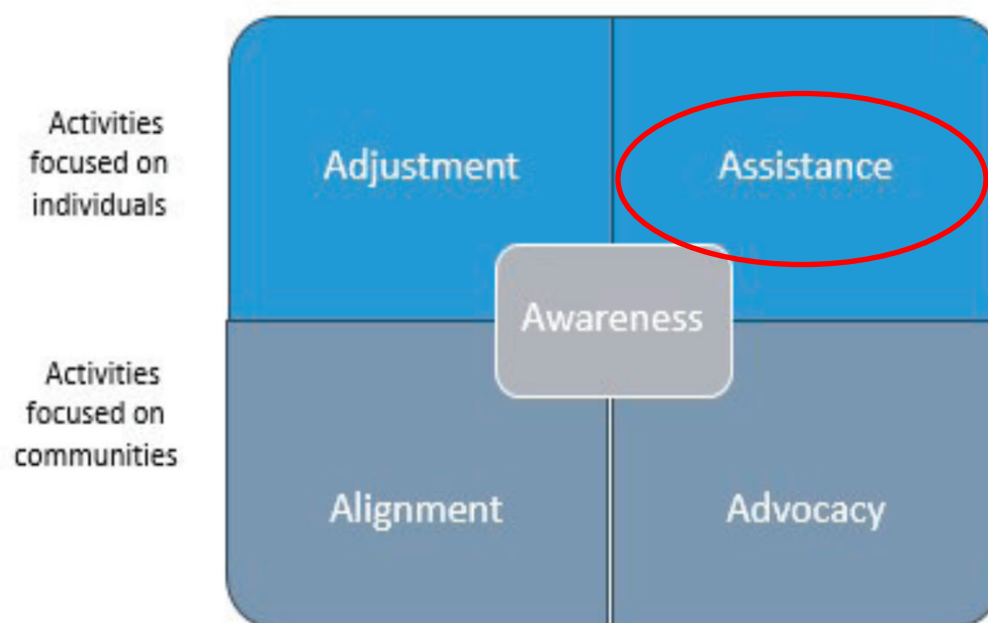 Activities
focused on
individuals
Adjustment
Assistance
Awareness
Activities
focused on
communities
Alignment
Advocacy